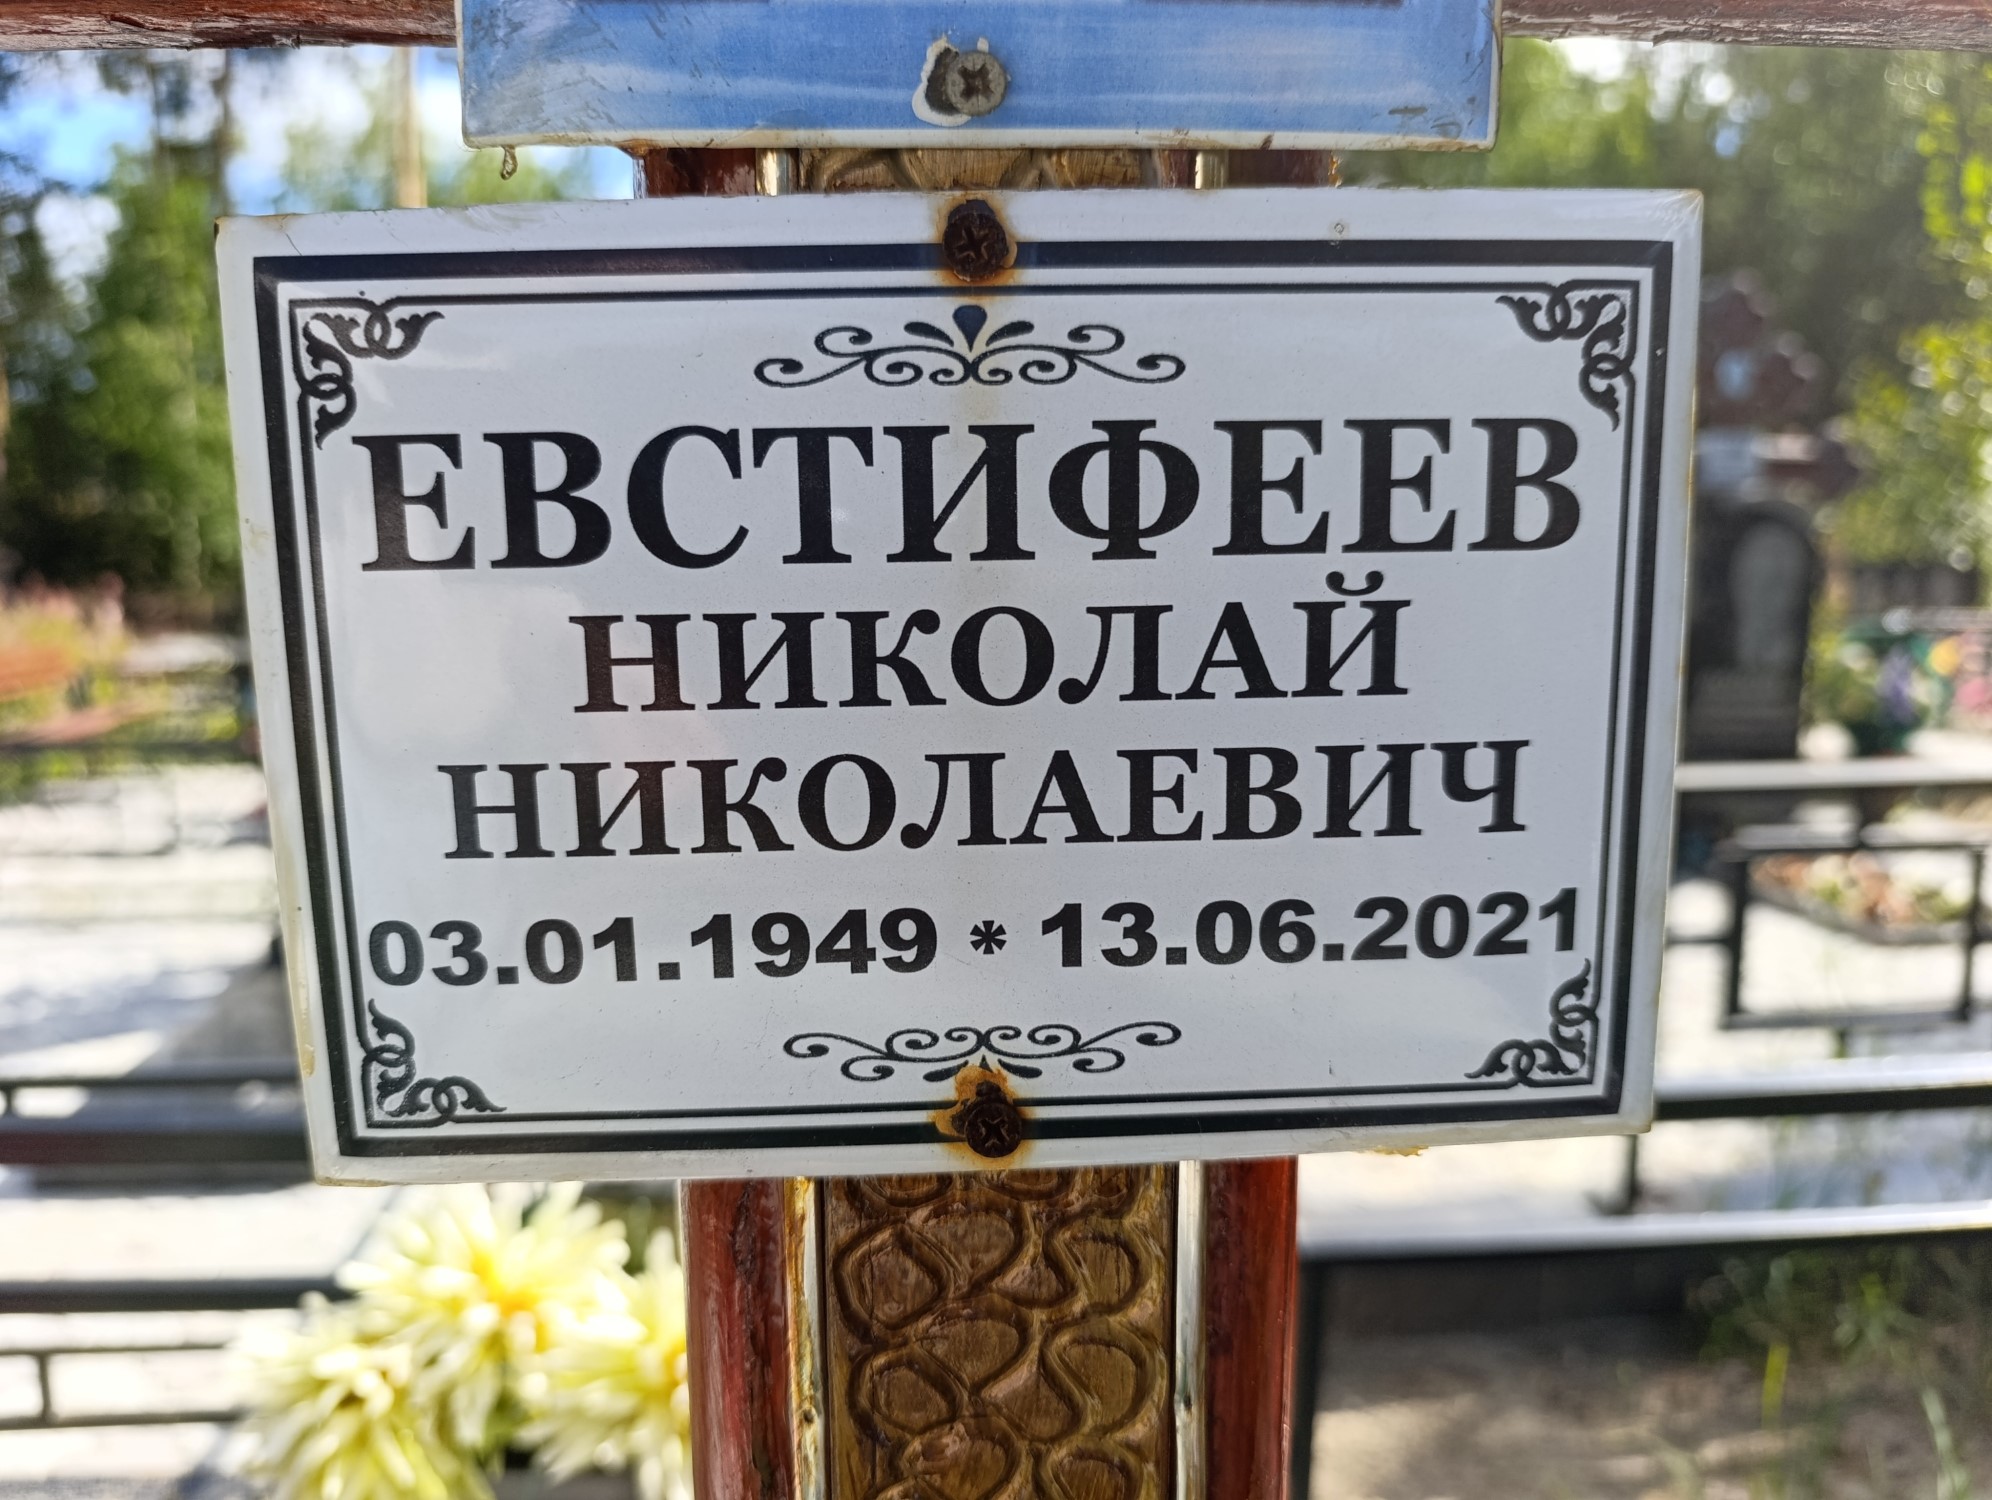 ЕВСТИФЕЕВ
НИКОЛАЙ
НИКОЛАЕВИЧ
03.01.1949 * 13.06.2021